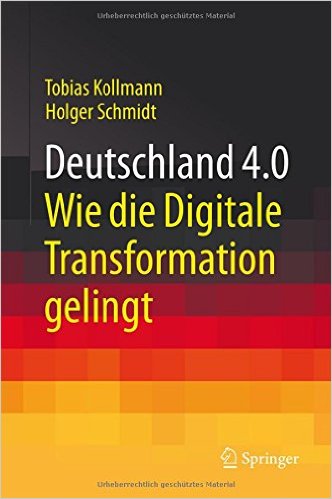 Urheberrechtlich geschütztes Material
Tobias Kollmann
Holger Schmidt
Deutschland 4.0
Wie die Digitale
Transformation
gelingt
Springer
Urheberrechtlich geschütztes Material